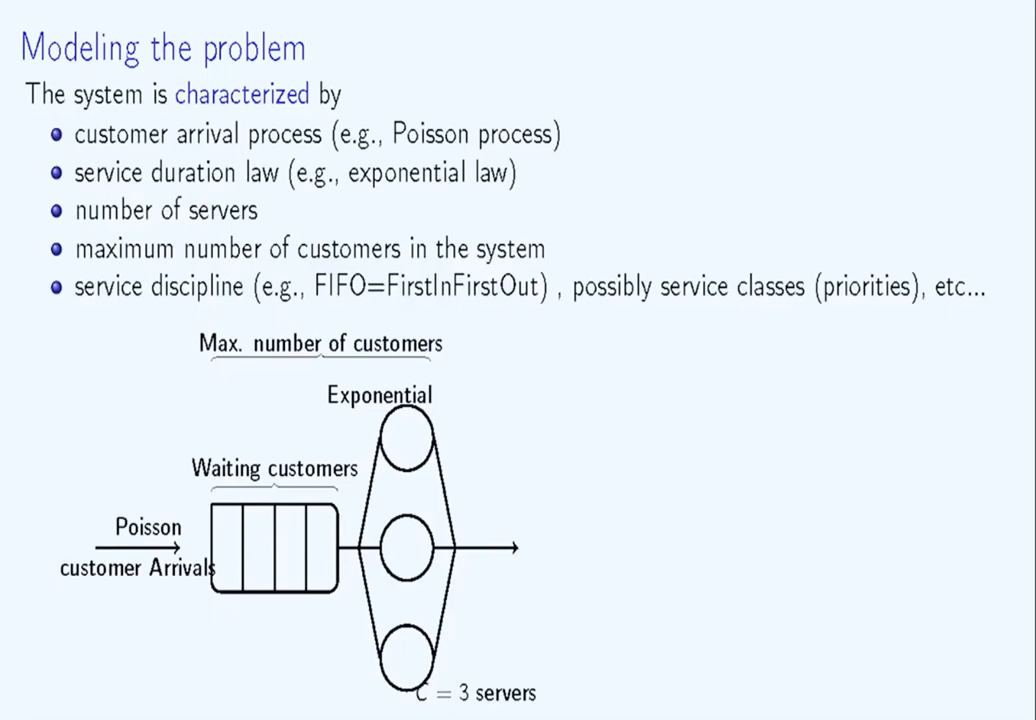 Modeling the problem
The system is characterized by
customer arrival process (e.g., Poisson process)
service duration law (e.g., exponential law)
number of servers
maximum number of customers in the system
service discipline (e.g., FIFO=FirstInFirstOut) , possibly service classes (priorities), etc...
Max. number of customers
Exponential
Waiting customers
Poisson
customer Arrivals
C = 3 servers